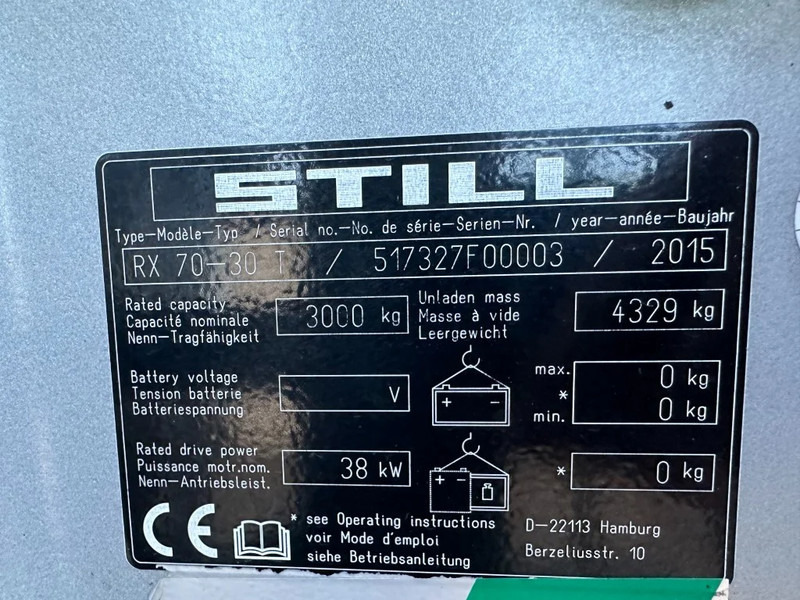 STILL
Type-Modèle-Typ / Serial no.-No. de série-Serien-Nr. / year-année-Baujahr
RX 70-30 T / 517327F00003 / 2015
Rated capacity
Capacité nominale
Nenn-Tragfähigkeit
3000 kg
Unladen mass
Masse à vide
Leergewicht
4329 kg
Battery voltage
Tension batterie
Batteriespannung
V
+ -
max. 0 kg
*
min. 0 kg
Rated drive power
Puissance motr.nom.
Nenn-Antriebsleist.
38 kW
+ -
* 0 kg
CE
* see Operating instructions
voir Mode d'emploi
siehe Betriebsanleitung
D-22113 Hamburg
Berzeliusstr. 10